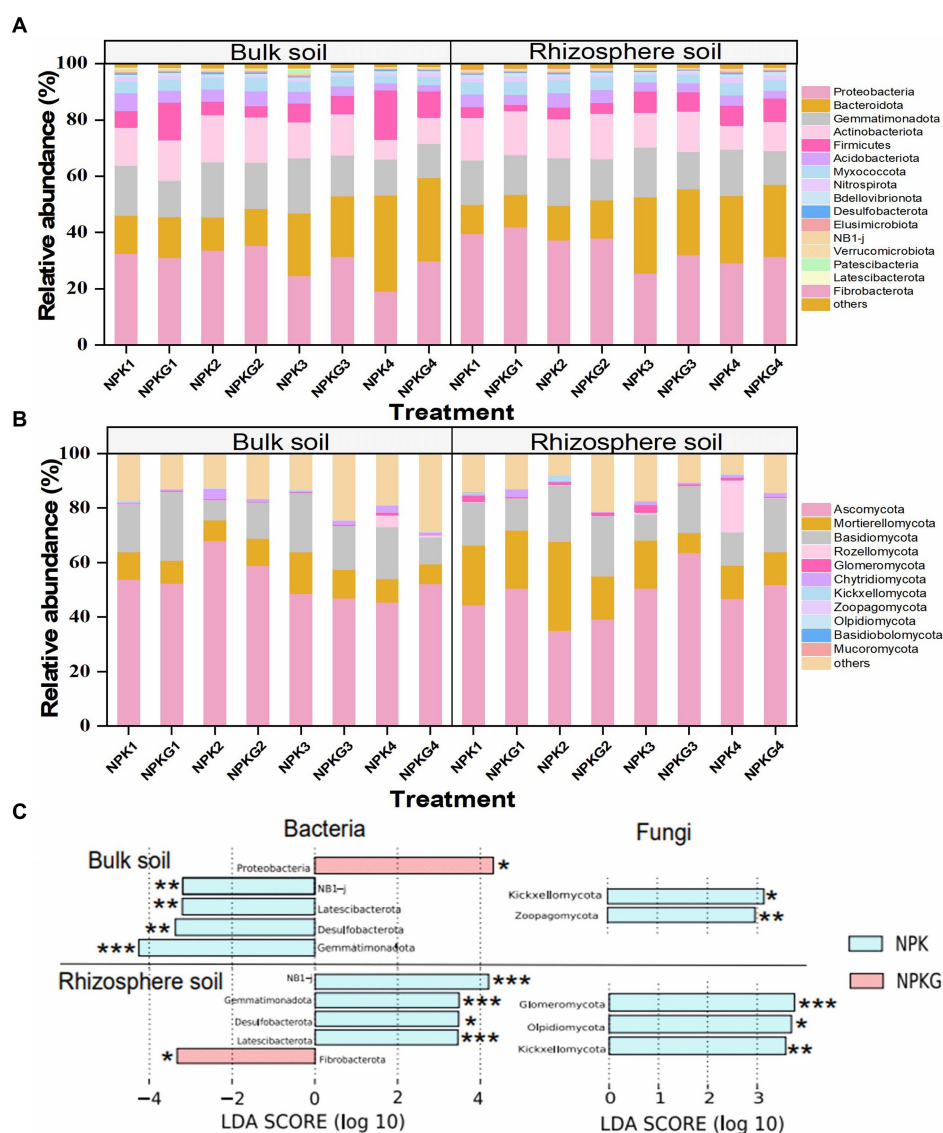 A
Bulk soil
Rhizosphere soil
Relative abundance (%)
100
80
60
40
20
0
NPK1
NPKG1
NPK2
NPKG2
NPK3
NPKG3
NPK4
NPKG4
NPK1
NPKG1
NPK2
NPKG2
NPK3
NPKG3
NPK4
NPKG4
Treatment
Proteobacteria
Bacteroidota
Gemmatimonadota
Actinobacteriota
Firmicutes
Acidobacteriota
Myxococcota
Nitrospirota
Bdellovibrionota
Desulfobacterota
Elusimicrobiota
NB1-j
Verrucomicrobiota
Patescibacteria
Latescibacterota
Fibrobacterota
others
B
Bulk soil
Rhizosphere soil
Relative abundance (%)
100
80
60
40
20
0
NPK1
NPKG1
NPK2
NPKG2
NPK3
NPKG3
NPK4
NPKG4
NPK1
NPKG1
NPK2
NPKG2
NPK3
NPKG3
NPK4
NPKG4
Treatment
Ascomycota
Mortierellomycota
Basidiomycota
Rozellomycota
Glomeromycota
Chytridiomycota
Kickxellomycota
Zoopagomycota
Olpidiomycota
Basidiobolomycota
Mucoromycota
others
C
Bacteria
Fungi
Bulk soil
Proteobacteria *
** NB1-j
** Latescibacterota
** Desulfobacterota
*** Gemmatimonadota
Kickxellomycota *
Zoopagomycota **
NPK
NPKG
Rhizosphere soil
NB1-j ***
Gemmatimonadota ***
Desulfobacterota *
Latescibacterota ***
* Fibrobacterota
Glomeromycota ***
Olpidiomycota *
Kickxellomycota **
−4 −2 0 2 4
LDA SCORE (log 10)
0 1 2 3
LDA SCORE (log 10)